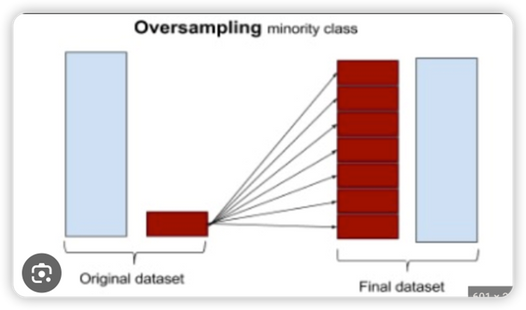 Oversampling minority class
Original dataset
Final dataset